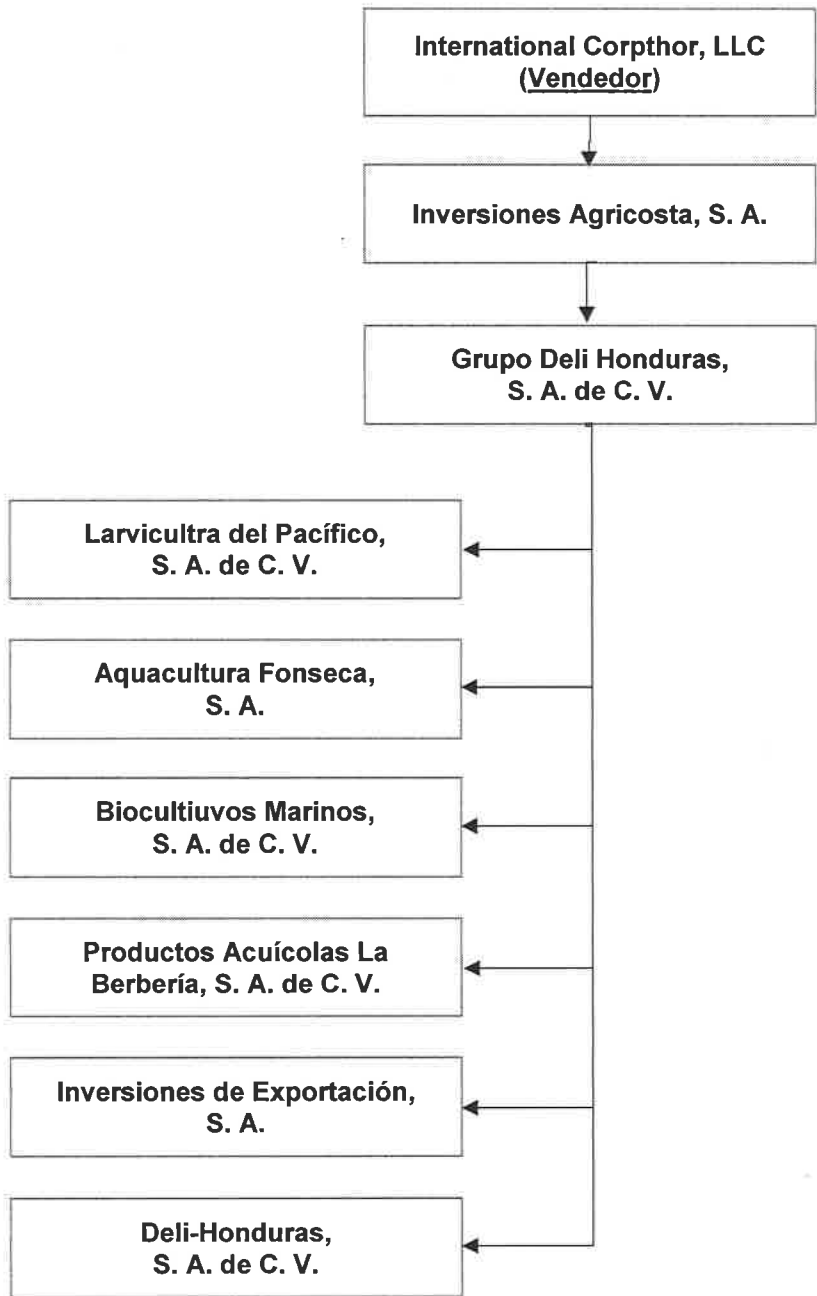 International Corpthor, LLC
(Vendedor)
Inversiones Agricosta, S. A.
Grupo Deli Honduras,
S. A. de C. V.
Larvicultra del Pacífico,
S. A. de C. V.
Aquacultura Fonseca,
S. A.
Biocultiuvos Marinos,
S. A. de C. V.
Productos Acuícolas La
Berbería, S. A. de C. V.
Inversiones de Exportación,
S. A.
Deli-Honduras,
S. A. de C. V.